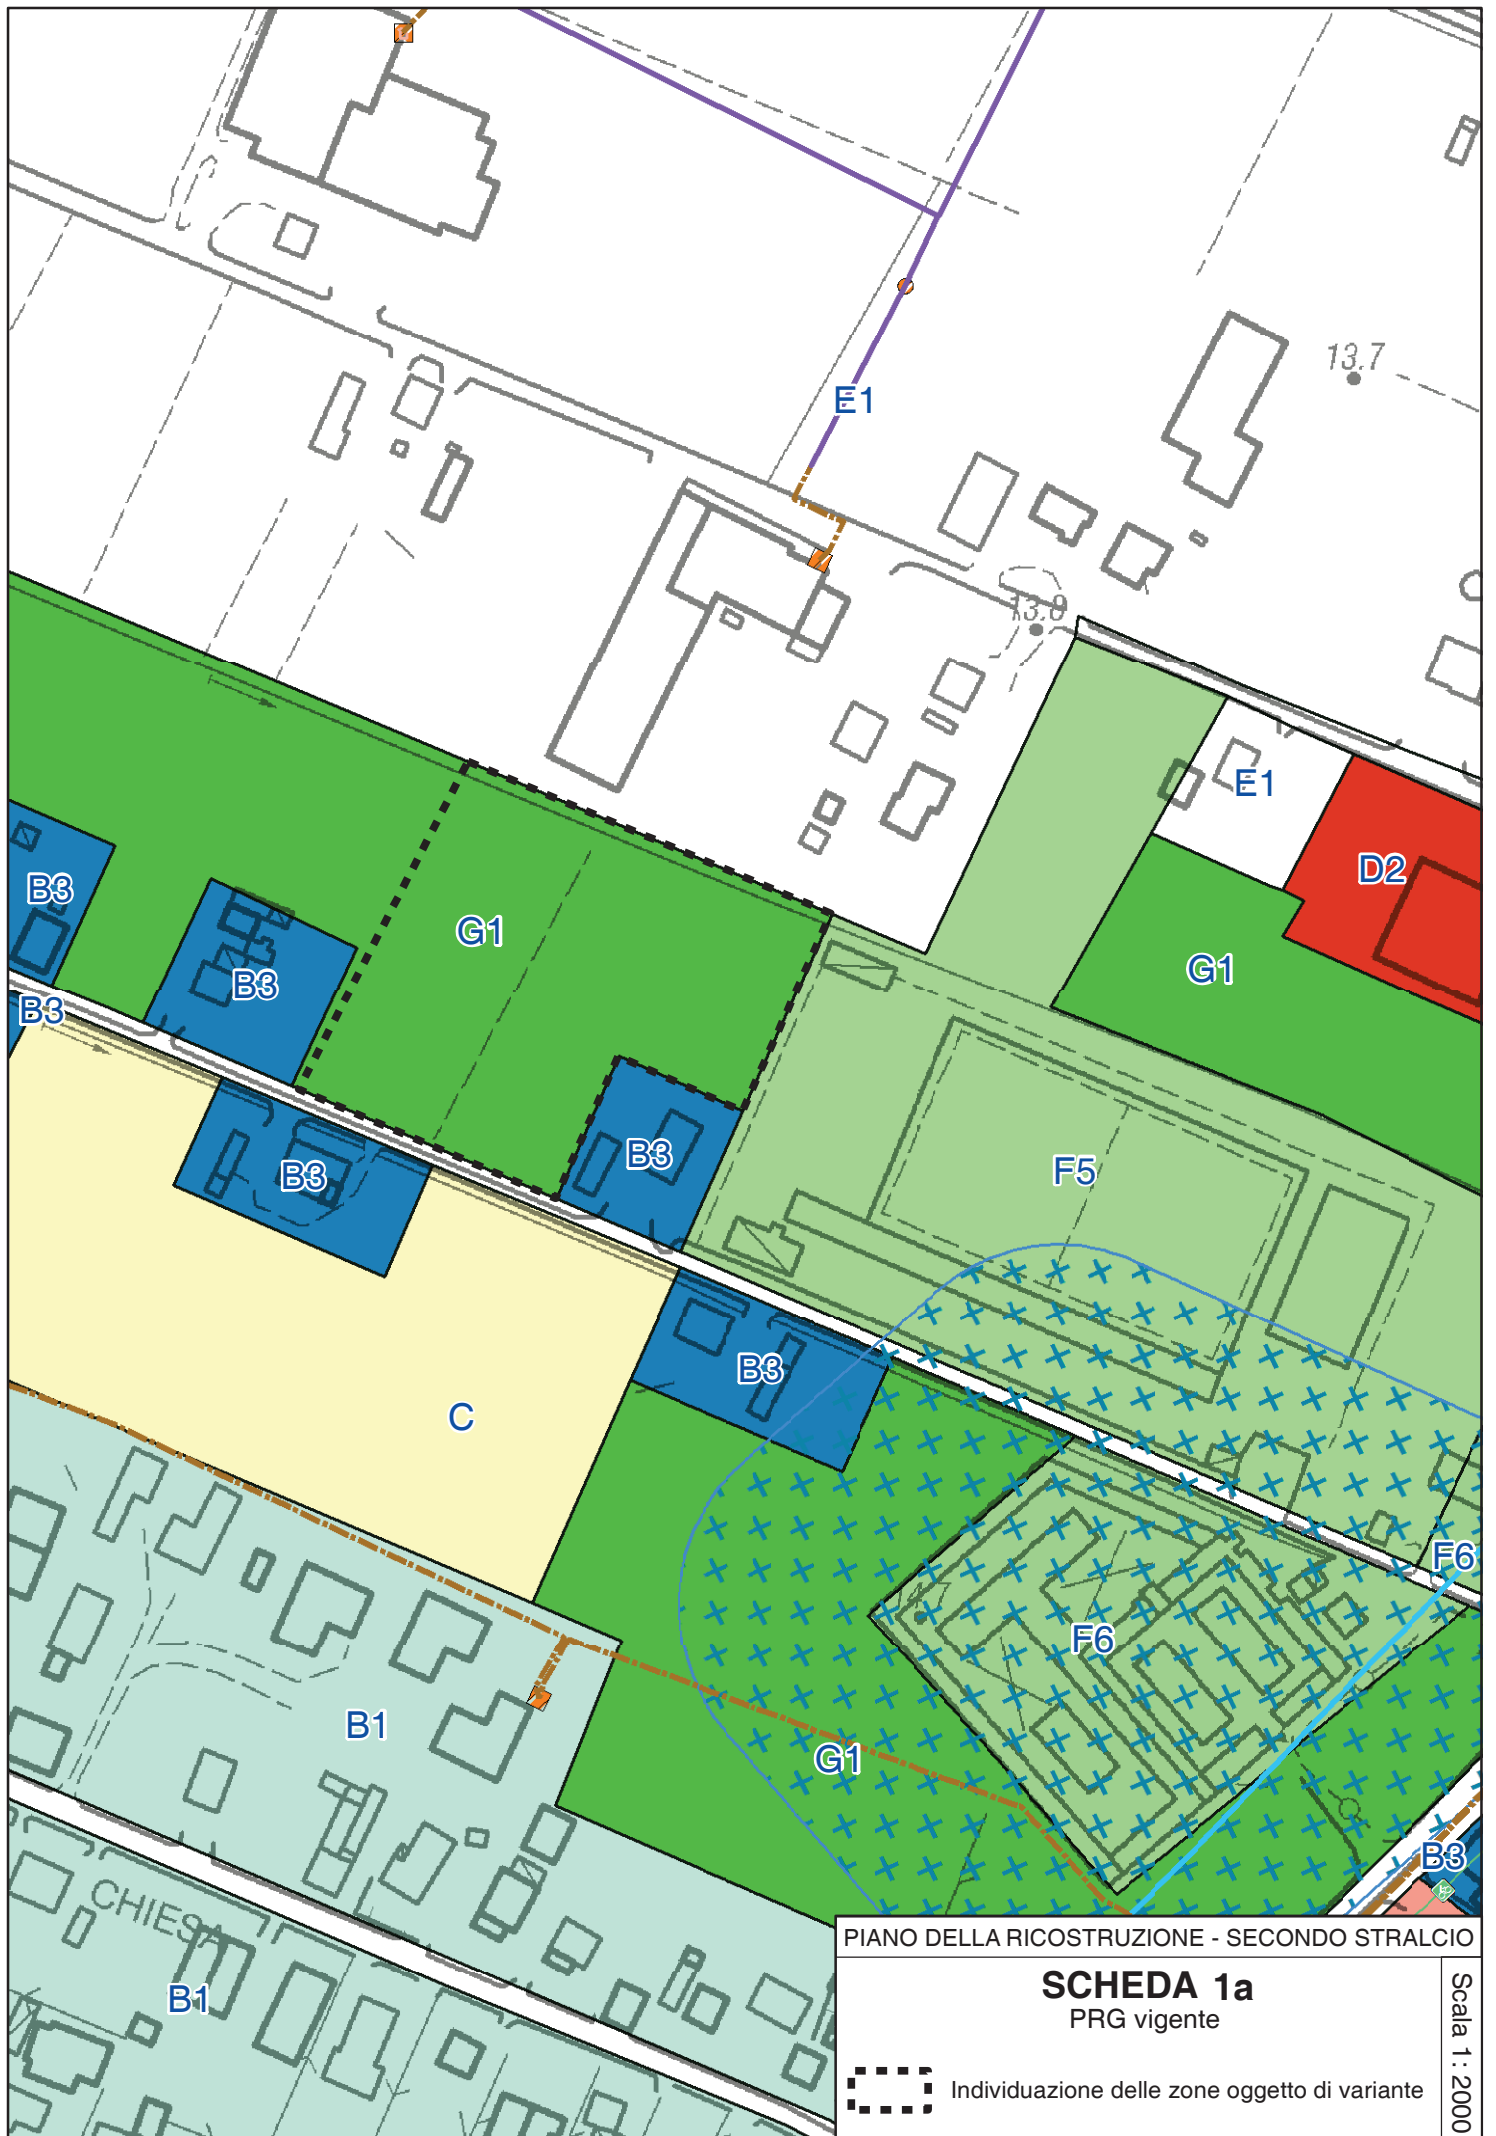 E1
13.7
13.8
E1
D2
B3
G1
B3
G1
B3
B3
B3
F5
B3
C
F6
F6
B1
G1
B3
CHIESA
B1
PIANO DELLA RICOSTRUZIONE - SECONDO STRALCIO
SCHEDA 1a
PRG vigente
Individuazione delle zone oggetto di variante
Scala 1: 2000